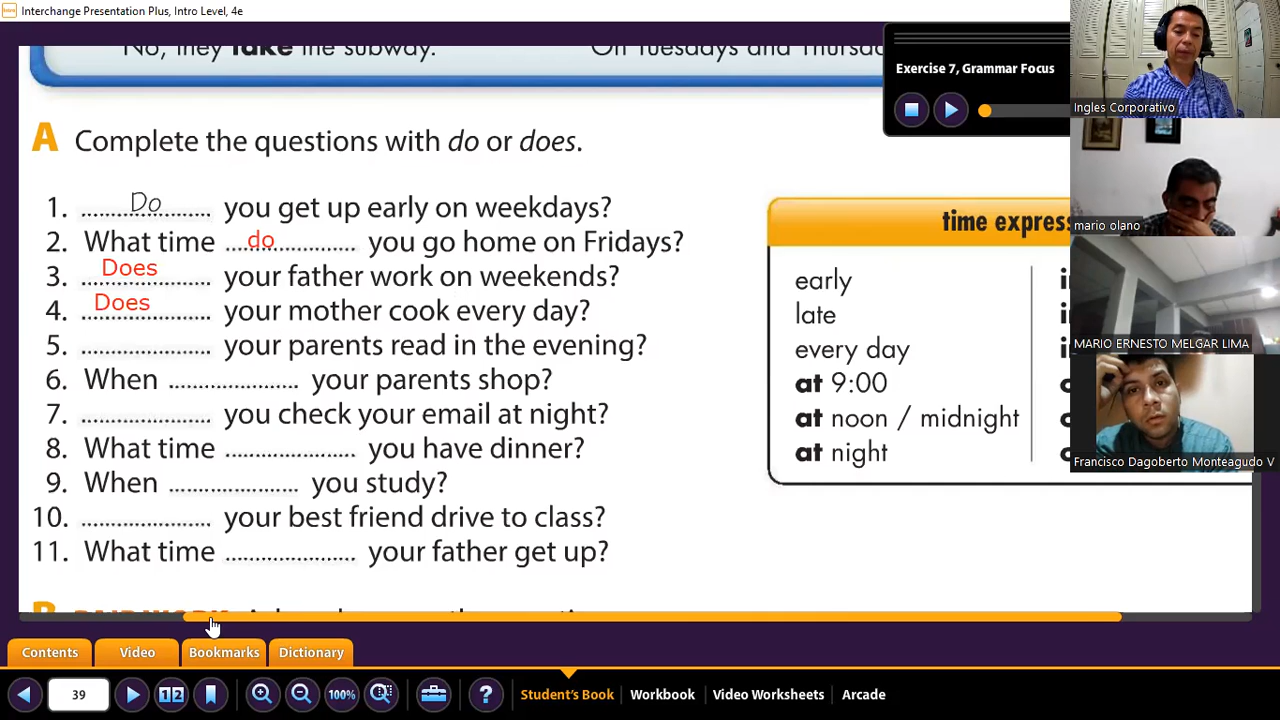 Interchange Presentation Plus, Intro Level, 4e
No, they take the subway.
On Tuesdays and Thursda
Exercise 7, Grammar Focus
A Complete the questions with do or does.
1. Do you get up early on weekdays?
2. What time do you go home on Fridays?
3. Does your father work on weekends?
4. Does your mother cook every day?
5. .................... your parents read in the evening?
6. When .................... your parents shop?
7. .................... you check your email at night?
8. What time .................... you have dinner?
9. When .................... you study?
10. .................... your best friend drive to class?
11. What time .................... your father get up?
time express
early
late
every day
at 9:00
at noon / midnight
at night
Ingles Corporativo
mario olano
MARIO ERNESTO MELGAR LIMA
Francisco Dagoberto Monteagudo V
Contents Video Bookmarks Dictionary
39 1 2 100% ? Student's Book Workbook Video Worksheets Arcade